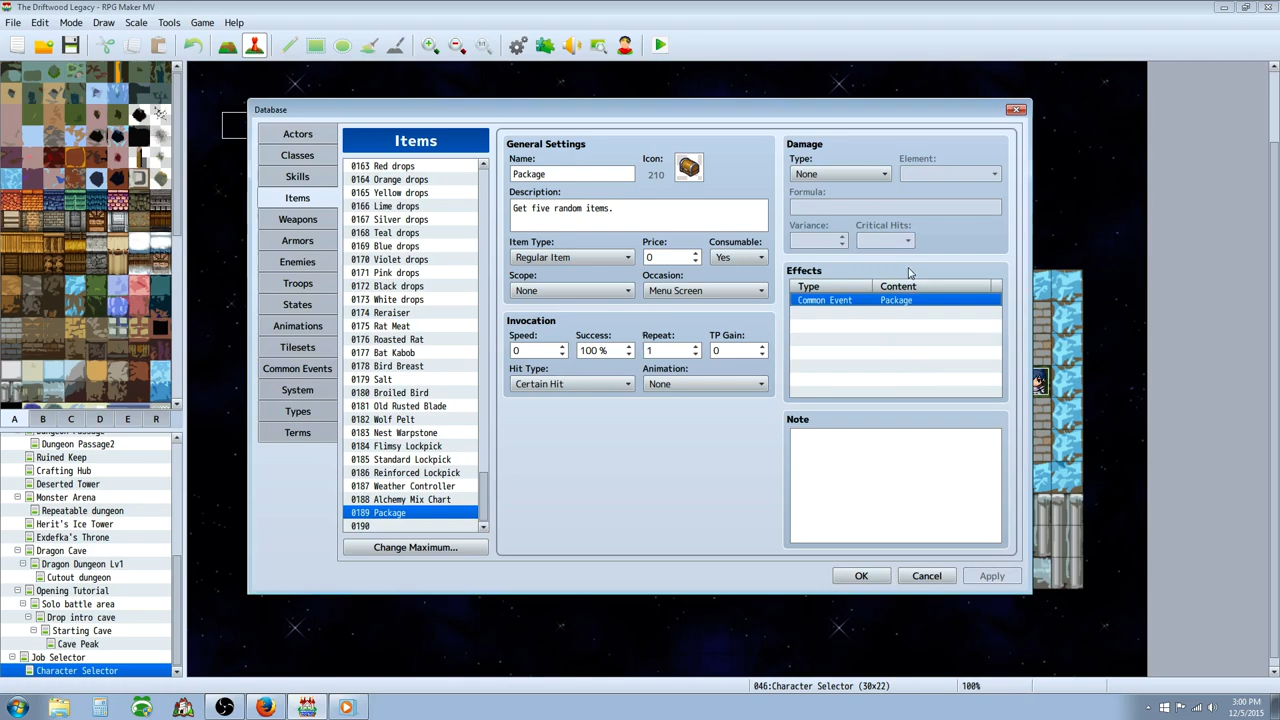 The Driftwood Legacy - RPG Maker MV
File Edit Mode Draw Scale Tools Game Help
Database
Actors
Classes
Skills
Items
Weapons
Armors
Enemies
Troops
States
Animations
Tilesets
Common Events
System
Types
Terms
Items
0163 Red drops
0164 Orange drops
0165 Yellow drops
0166 Lime drops
0167 Silver drops
0168 Teal drops
0169 Blue drops
0170 Violet drops
0171 Pink drops
0172 Black drops
0173 White drops
0174 Reraiser
0175 Rat Meat
0176 Roasted Rat
0177 Bat Kabob
0178 Bird Breast
0179 Salt
0180 Broiled Bird
0181 Old Rusted Blade
0182 Wolf Pelt
0183 Nest Warpstone
0184 Flimsy Lockpick
0185 Standard Lockpick
0186 Reinforced Lockpick
0187 Weather Controller
0188 Alchemy Mix Chart
0189 Package
0190
Change Maximum...
General Settings
Name: Icon:
Package 210
Description:
Get five random items.
Item Type: Price: Consumable:
Regular Item 0 Yes
Scope: Occasion:
None Menu Screen
Invocation
Speed: Success: Repeat: TP Gain:
0 100 % 1 0
Hit Type: Animation:
Certain Hit None
Damage
Type: Element:
None
Formula:
Variance: Critical Hits:
Effects
Type Content
Common Event Package
Note
OK Cancel Apply
A B C D E R
Dungeon Passage
Dungeon Passage2
Ruined Keep
Crafting Hub
Deserted Tower
Monster Arena
Repeatable dungeon
Herit's Ice Tower
Exdefka's Throne
Dragon Cave
Dragon Dungeon Lv1
Cutout dungeon
Opening Tutorial
Solo battle area
Drop intro cave
Starting Cave
Cave Peak
Job Selector
Character Selector
046:Character Selector (30x22) 100%
3:00 PM
12/5/2015